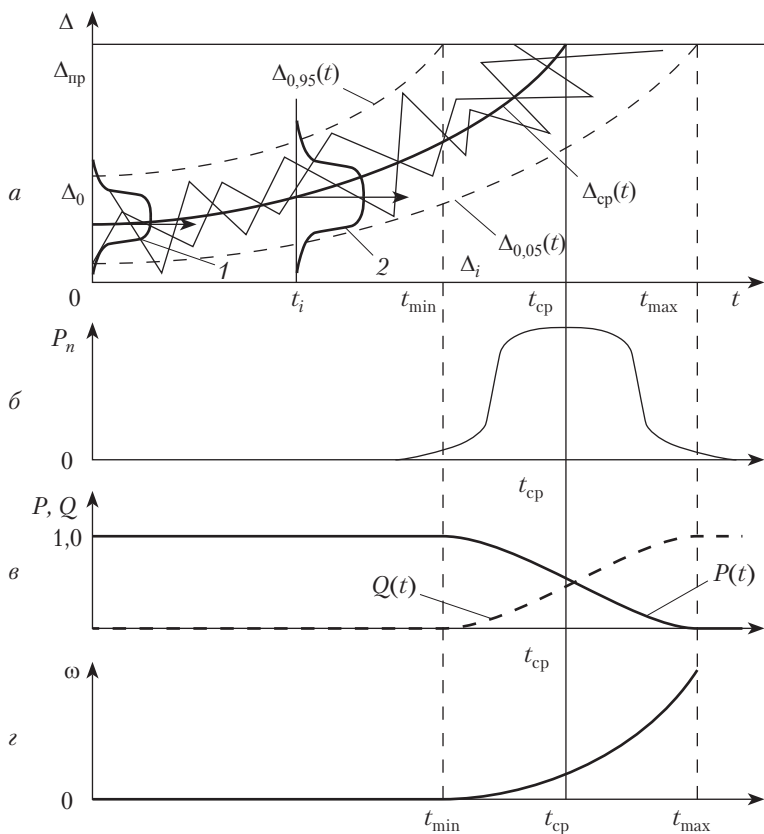 Δ
Δпр
Δ0,95(t)
а
Δ0
Δср(t)
Δ0,05(t)
1
2
Δi
0
ti
tmin
tср
tmax
t
Pn
б
0
tср
P, Q
1,0
в
Q(t)
P(t)
tср
ω
г
0
tmin
tср
tmax